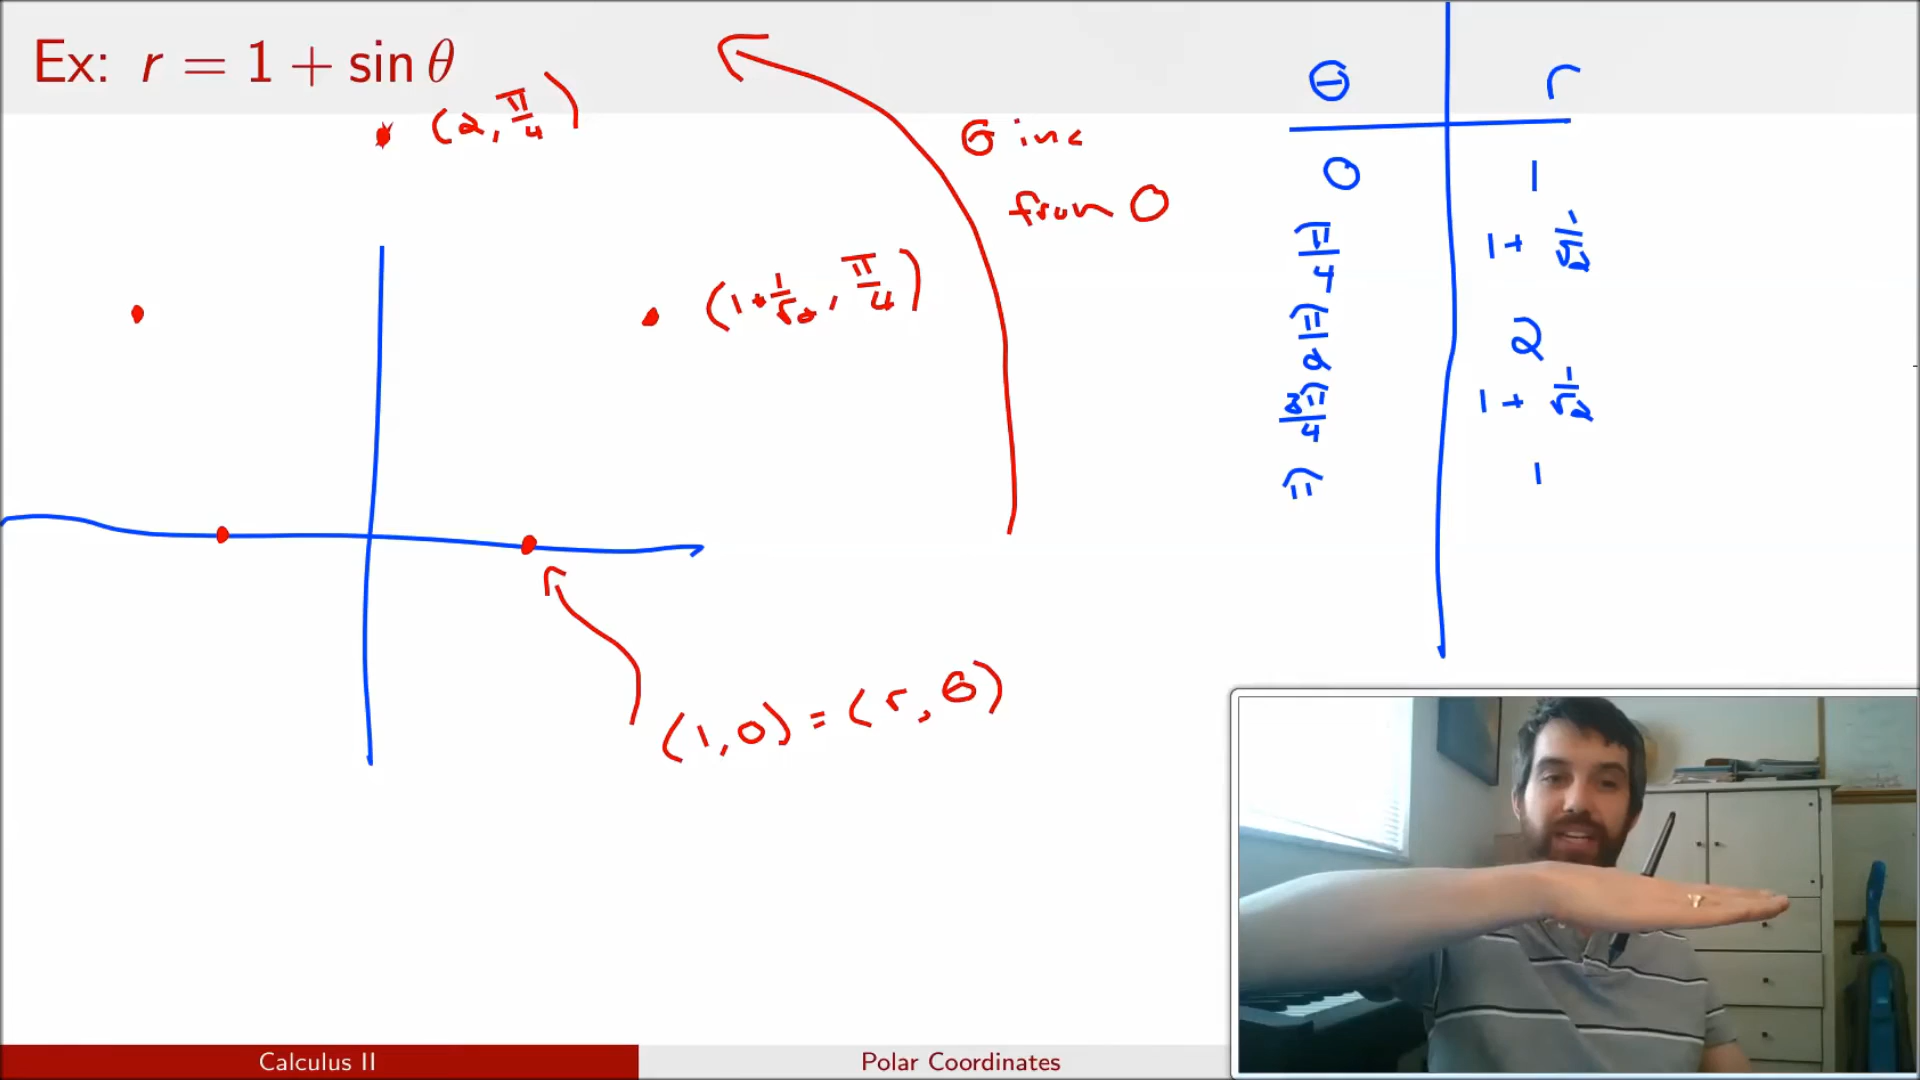 Ex: r = 1 + sin θ
(2, π/4)
θ inc
from 0
(1+1/√2, π/4)
(1,0) = (r, θ)
θ r
0 1
π/4 1 + 1/√2
π/2 2
3π/4 1 + 1/√2
π 1
Calculus II
Polar Coordinates